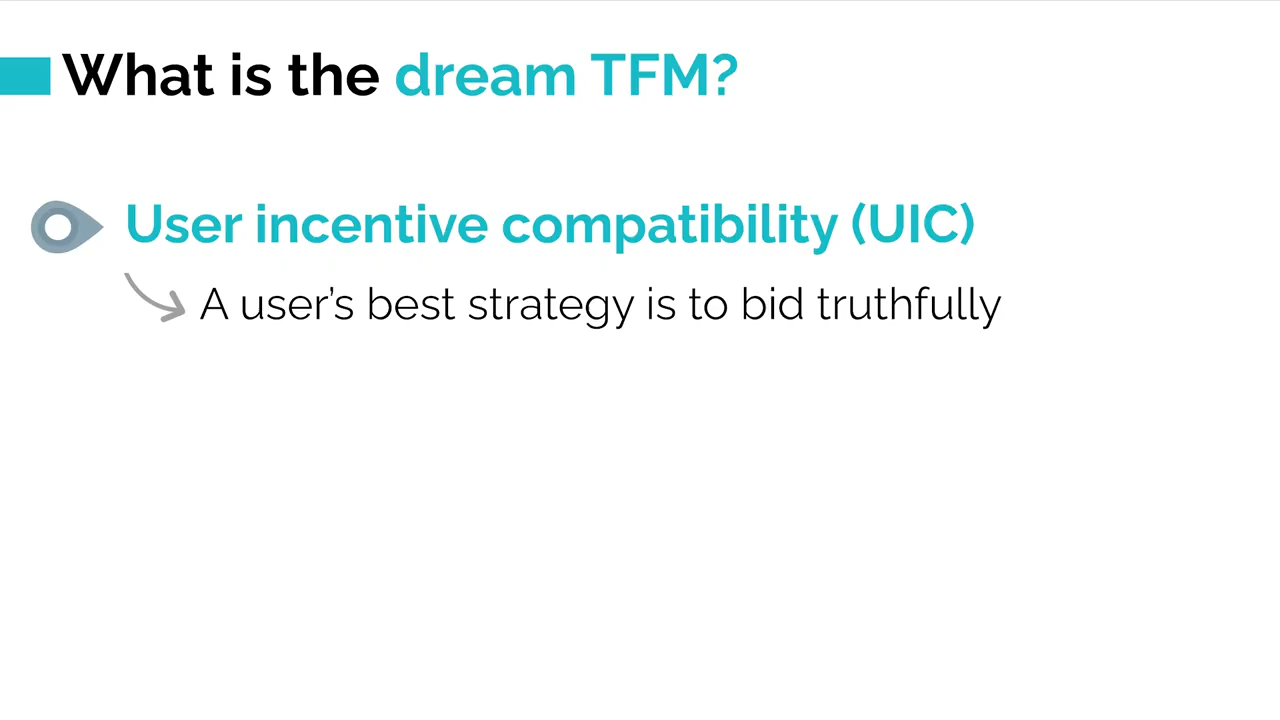 What is the dream TFM?
User incentive compatibility (UIC)
A user’s best strategy is to bid truthfully